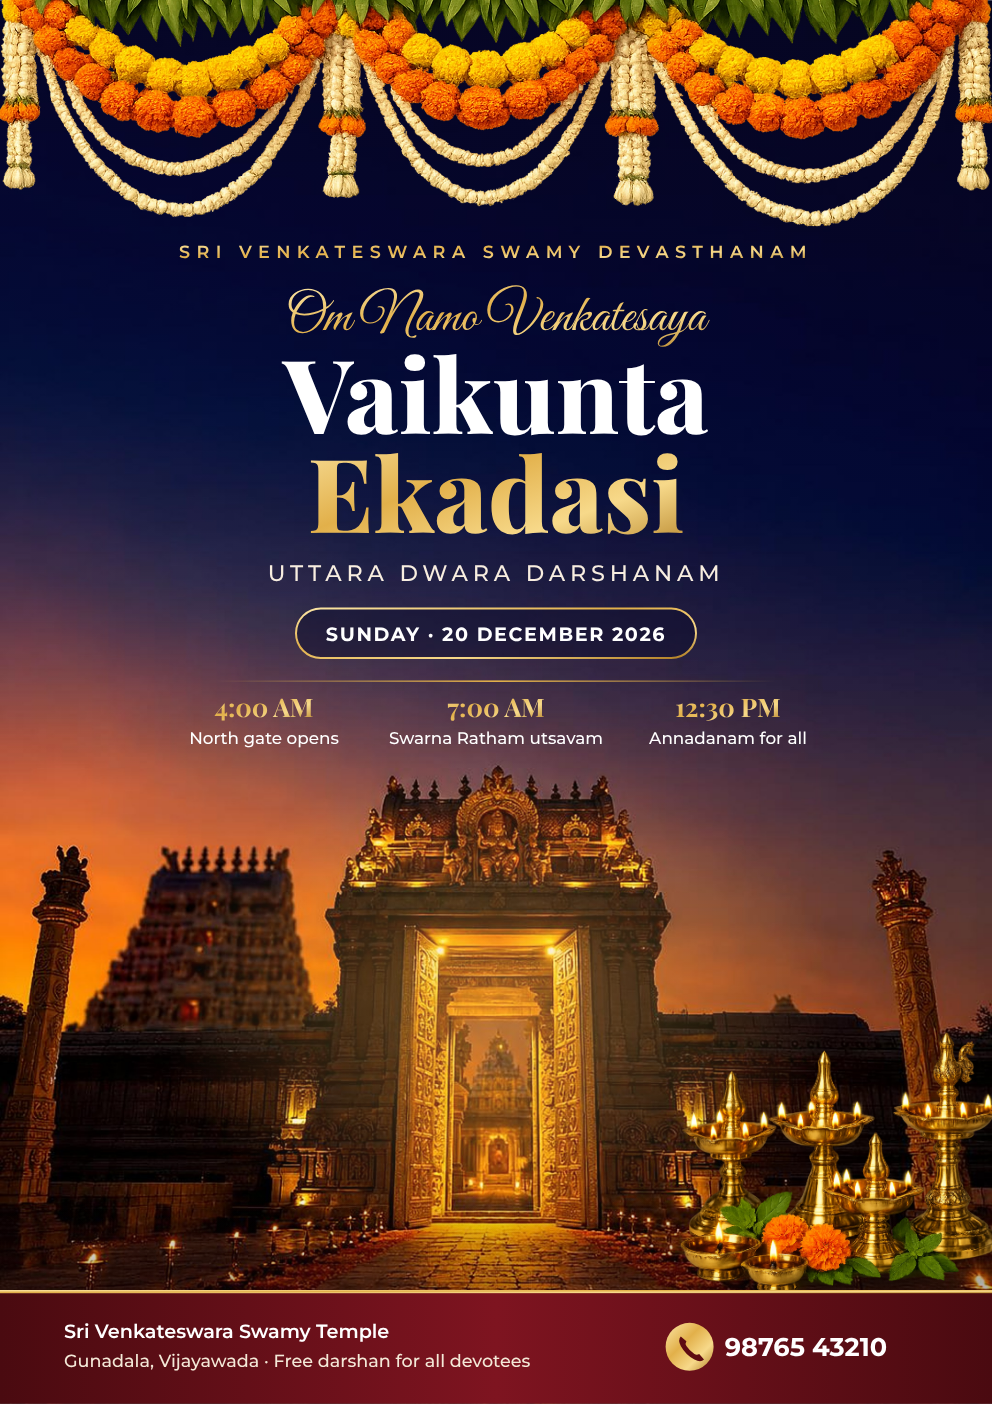 SRI VENKATESWARA SWAMY DEVASTHANAM
Om Namo Venkatesaya
Vaikunta
Ekadasi
UTTARA DWARA DARSHANAM
SUNDAY · 20 DECEMBER 2026
4:00 AM 7:00 AM 12:30 PM
North gate opens Swarna Ratham utsavam Annadanam for all
Sri Venkateswara Swamy Temple
Gunadala, Vijayawada · Free darshan for all devotees
98765 43210